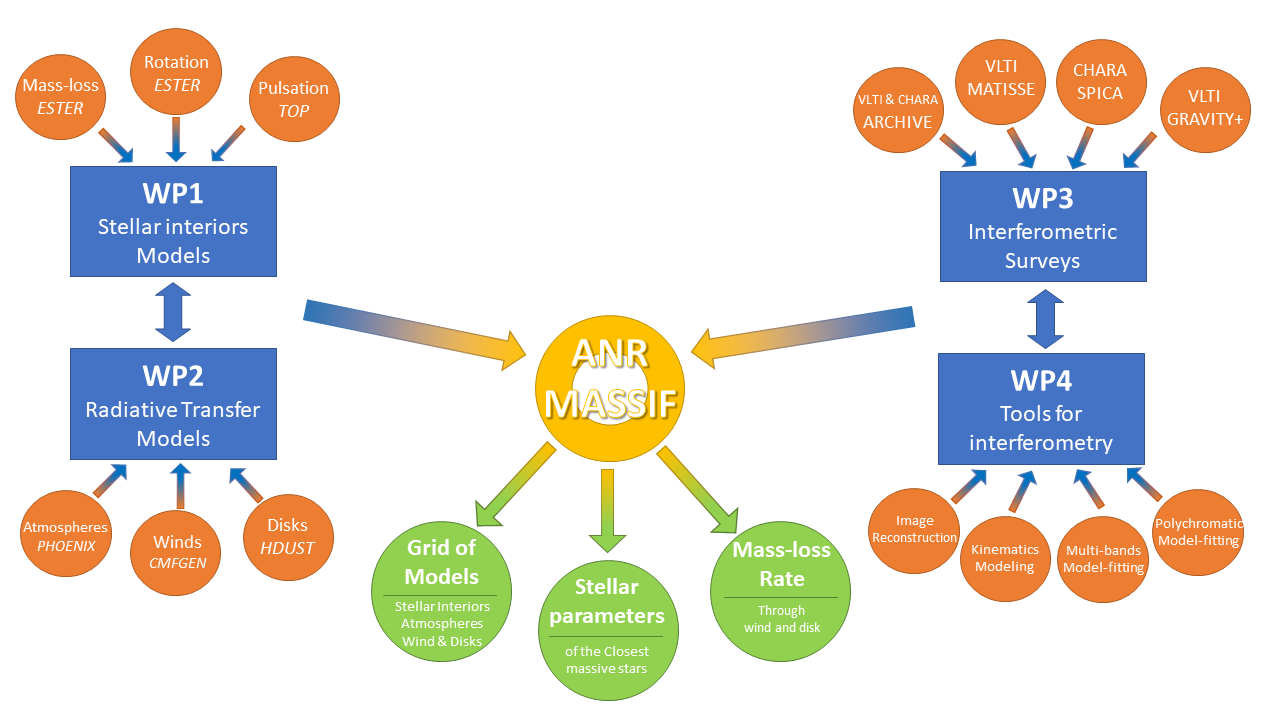 Mass-loss
ESTER
Rotation
ESTER
Pulsation
TOP
WP1
Stellar interiors
Models
WP2
Radiative Transfer
Models
Atmospheres
PHOENIX
Winds
CMFGEN
Disks
HDUST
ANR
MASSIF
Grid of
Models
Stellar Interiors
Atmospheres
Wind & Disks
Stellar
parameters
of the Closest
massive stars
Mass-loss
Rate
Through
wind and disk
VLTI & CHARA
ARCHIVE
VLTI
MATISSE
CHARA
SPICA
VLTI
GRAVITY+
WP3
Interferometric
Surveys
WP4
Tools for
interferometry
Image
Reconstruction
Kinematics
Modeling
Multi-bands
Model-fitting
Polychromatic
Model-fitting